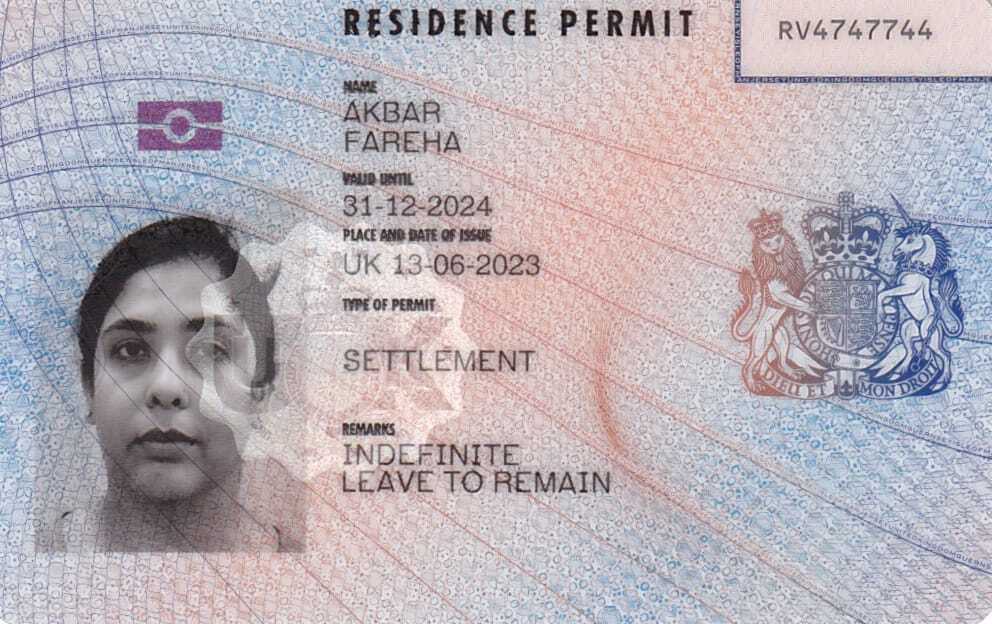 RESIDENCE PERMIT
RV4747744
NAME
AKBAR
FAREHA
VALID UNTIL
31-12-2024
PLACE AND DATE OF ISSUE
UK 13-06-2023
TYPE OF PERMIT
SETTLEMENT
REMARKS
INDEFINITE
LEAVE TO REMAIN
DIEU ET MON DROIT